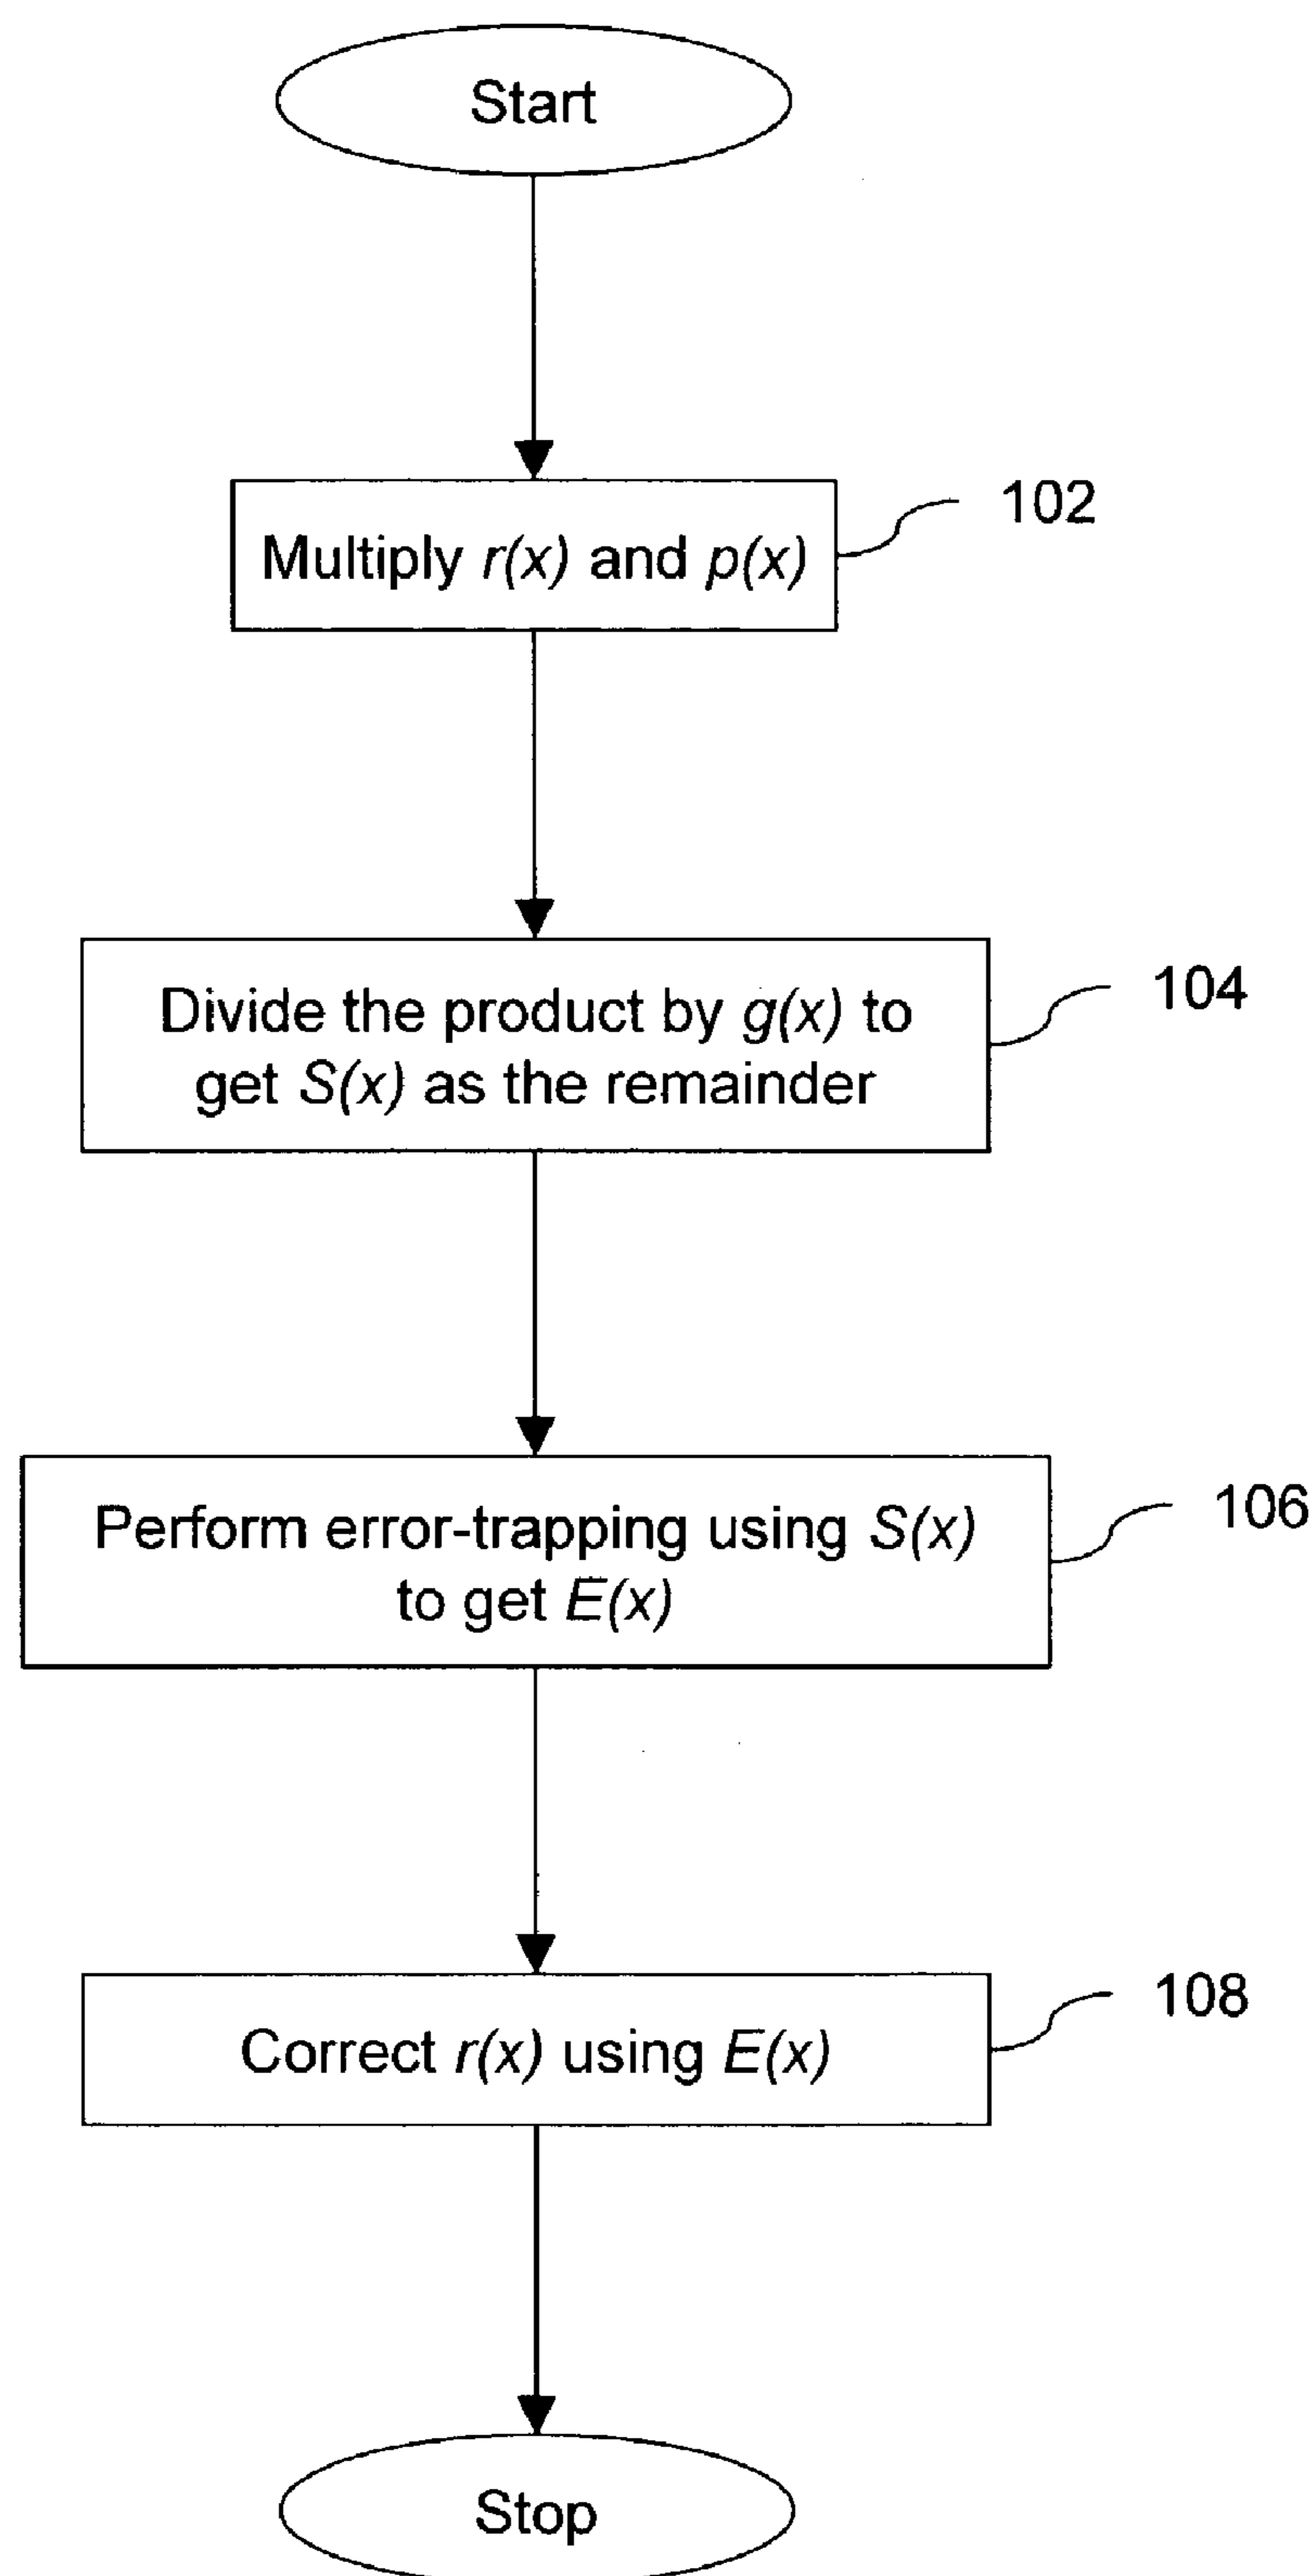 Start
Multiply r(x) and p(x)
102
Divide the product by g(x) to
get S(x) as the remainder
104
Perform error-trapping using S(x)
to get E(x)
106
Correct r(x) using E(x)
108
Stop